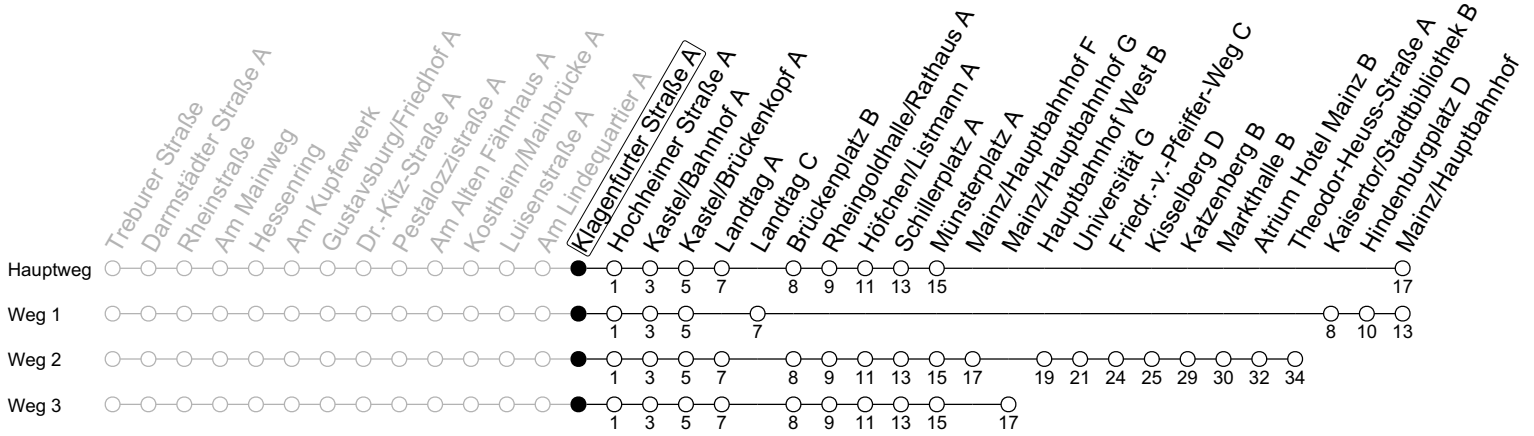 Treburer Straße
Darmstädter Straße A
Rheinstraße
Am Mainweg
Hessenring
Am Kupferwerk
Gustavsburg/Friedhof A
Dr.-Kitz-Straße A
Pestalozzistraße A
Am Alten Fährhaus A
Kostheim/Mainbrücke A
Luisenstraße A
Am Lindequartier A
Klagenfurter Straße A
Hochheimer Straße A
Kastel/Bahnhof A
Kastel/Brückenkopf A
Landtag A
Landtag C
Brückenplatz B
Rheingoldhalle/Rathaus A
Höfchen/Listmann A
Schillerplatz A
Münsterplatz A
Mainz/Hauptbahnhof F
Mainz/Hauptbahnhof G
Hauptbahnhof West B
Universität G
Friedr.-v.-Pfeiffer-Weg C
Kisselberg D
Katzenberg B
Markthalle B
Atrium Hotel Mainz B
Theodor-Heuss-Straße A
Kaisertor/Stadtbibliothek B
Hindenburgplatz D
Mainz/Hauptbahnhof
Hauptweg
1 3 5 7 8 9 11 13 15 17
Weg 1
1 3 5 7 8 10 13
Weg 2
1 3 5 7 8 9 11 13 15 17 19 21 24 25 29 30 32 34
Weg 3
1 3 5 7 8 9 11 13 15 17